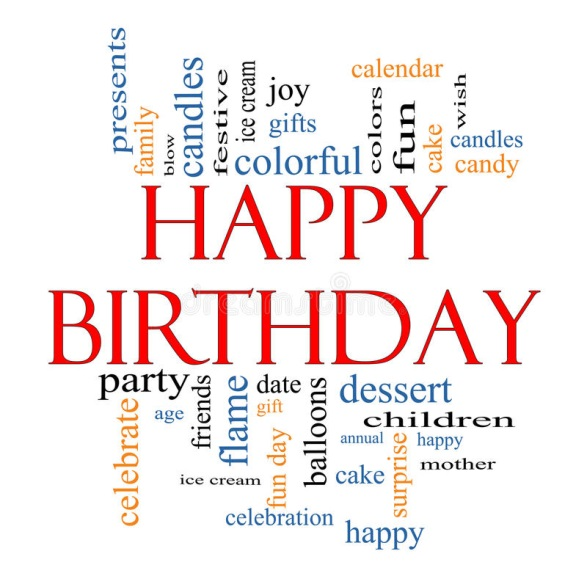 presents
family
blow
candles
festive
ice cream
joy
gifts
colorful
calendar
colors
fun
cake
wish
candles
candy
HAPPY
BIRTHDAY
dreamstime
party
celebrate
age
friends
flame
date
gift
fun day
ice cream
balloons
celebration
dessert
children
annual
happy
cake
surprise
mother
happy